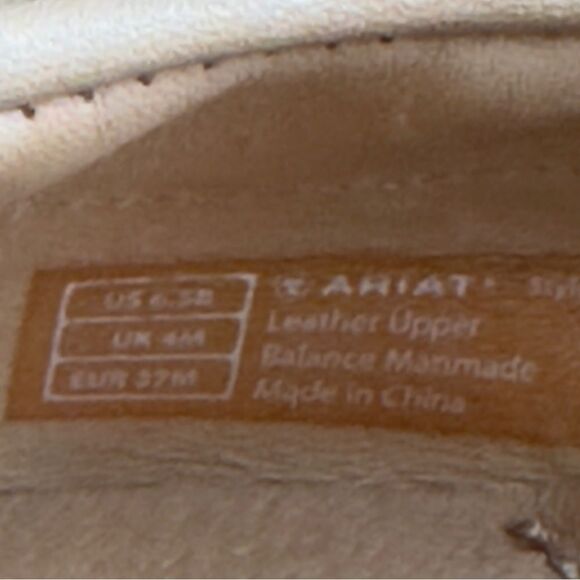 US 6.5B
UK 4M
EUR 37M
ARIAT
Leather Upper
Balance Manmade
Made in China